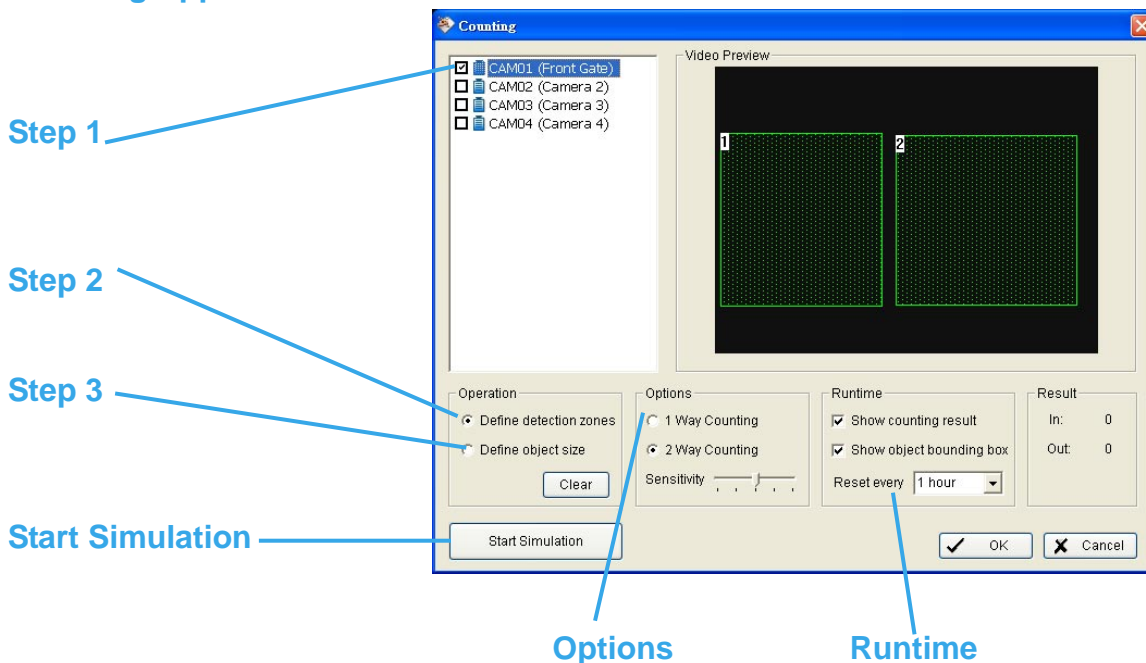 Counting
CAM01 (Front Gate)
CAM02 (Camera 2)
CAM03 (Camera 3)
CAM04 (Camera 4)
Video Preview
1
2
Step 1
Step 2
Step 3
Operation
Define detection zones
Define object size
Clear
Options
1 Way Counting
2 Way Counting
Sensitivity
Runtime
Show counting result
Show object bounding box
Reset every 1 hour
Result
In: 0
Out: 0
Start Simulation
Start Simulation
OK
Cancel
Options
Runtime